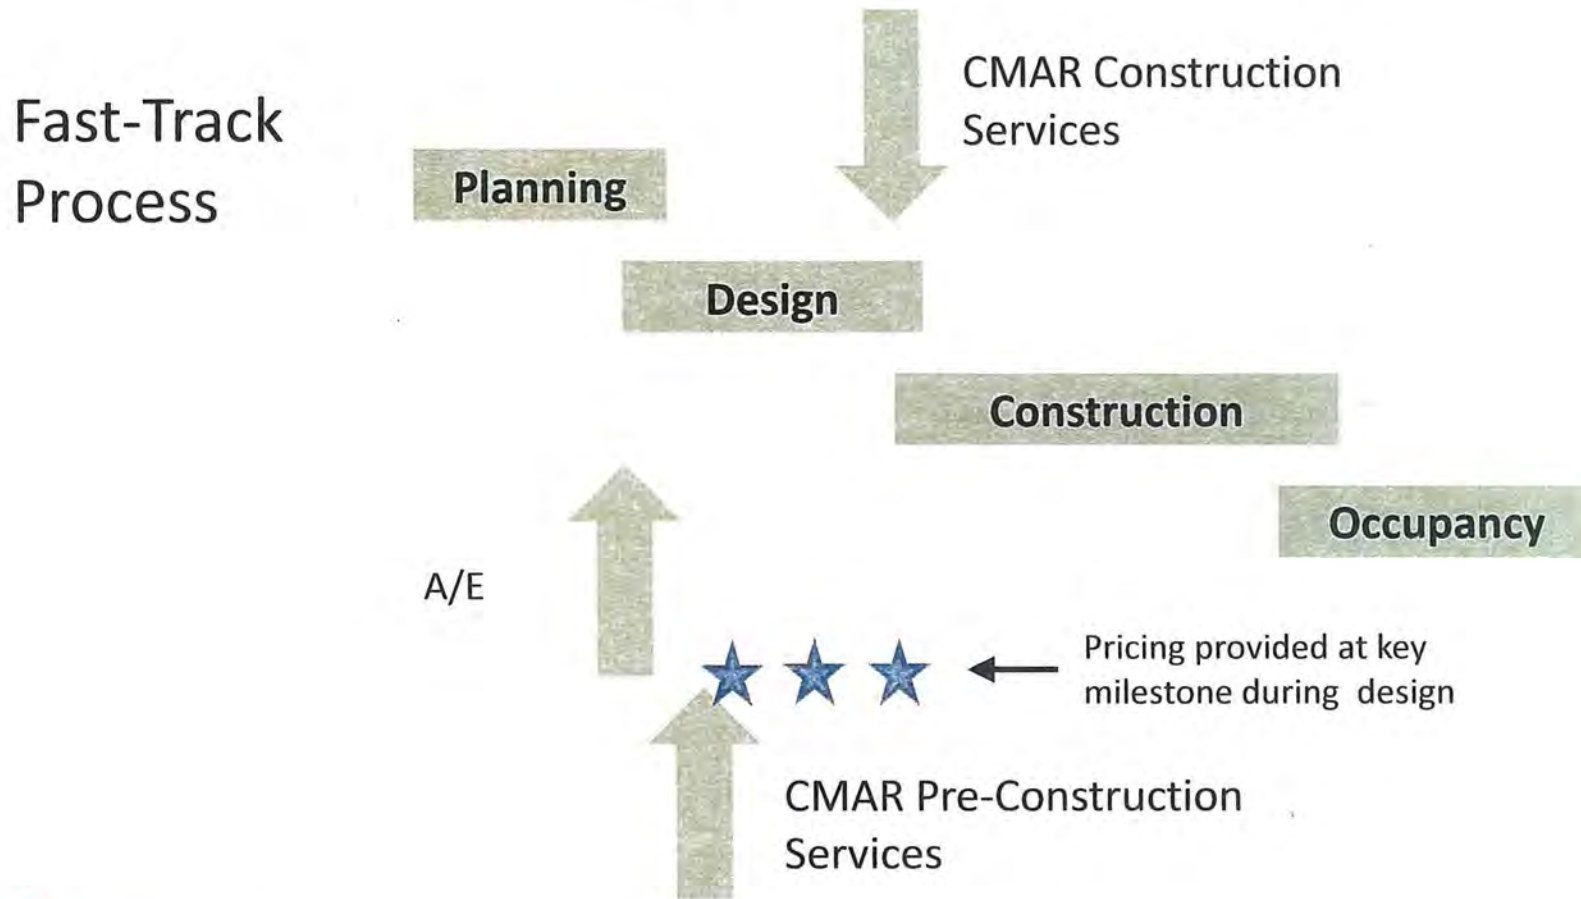 Fast-Track
Process
CMAR Construction
Services
Planning
Design
Construction
Occupancy
A/E
Pricing provided at key
milestone during  design
CMAR Pre-Construction
Services